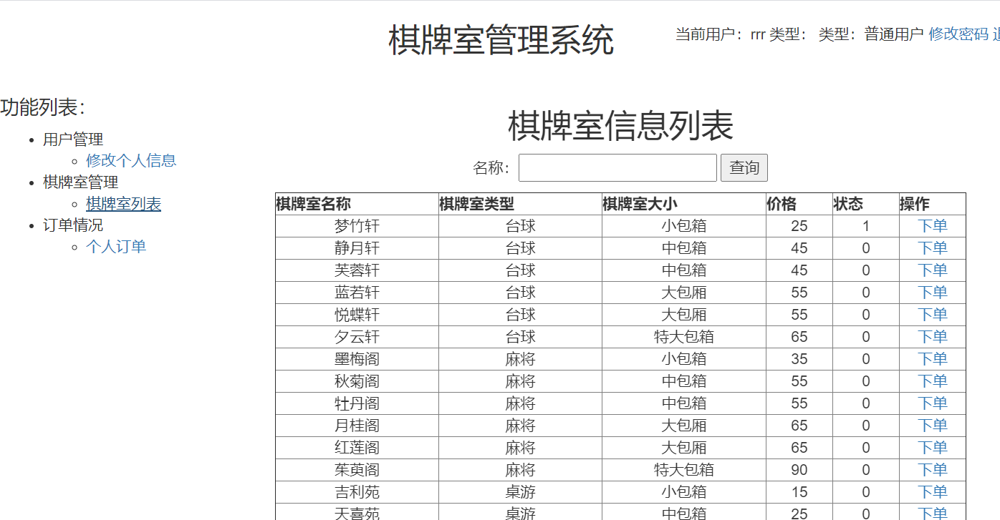 棋牌室管理系统
当前用户：rrr 类型： 类型：普通用户 修改密码
功能列表：
用户管理
修改个人信息
棋牌室管理
棋牌室列表
订单情况
个人订单
棋牌室信息列表
名称： 查询
棋牌室名称 棋牌室类型 棋牌室大小 价格 状态 操作
梦竹轩 台球 小包箱 25 1 下单
静月轩 台球 中包箱 45 0 下单
芙蓉轩 台球 中包箱 45 0 下单
蓝若轩 台球 大包厢 55 0 下单
悦蝶轩 台球 大包厢 55 0 下单
夕云轩 台球 特大包箱 65 0 下单
墨梅阁 麻将 小包箱 35 0 下单
秋菊阁 麻将 中包箱 55 0 下单
牡丹阁 麻将 中包箱 55 0 下单
月桂阁 麻将 大包厢 65 0 下单
红莲阁 麻将 大包厢 65 0 下单
茱萸阁 麻将 特大包箱 90 0 下单
吉利苑 桌游 小包箱 15 0 下单
天喜苑 桌游 中包箱 25 0 下单